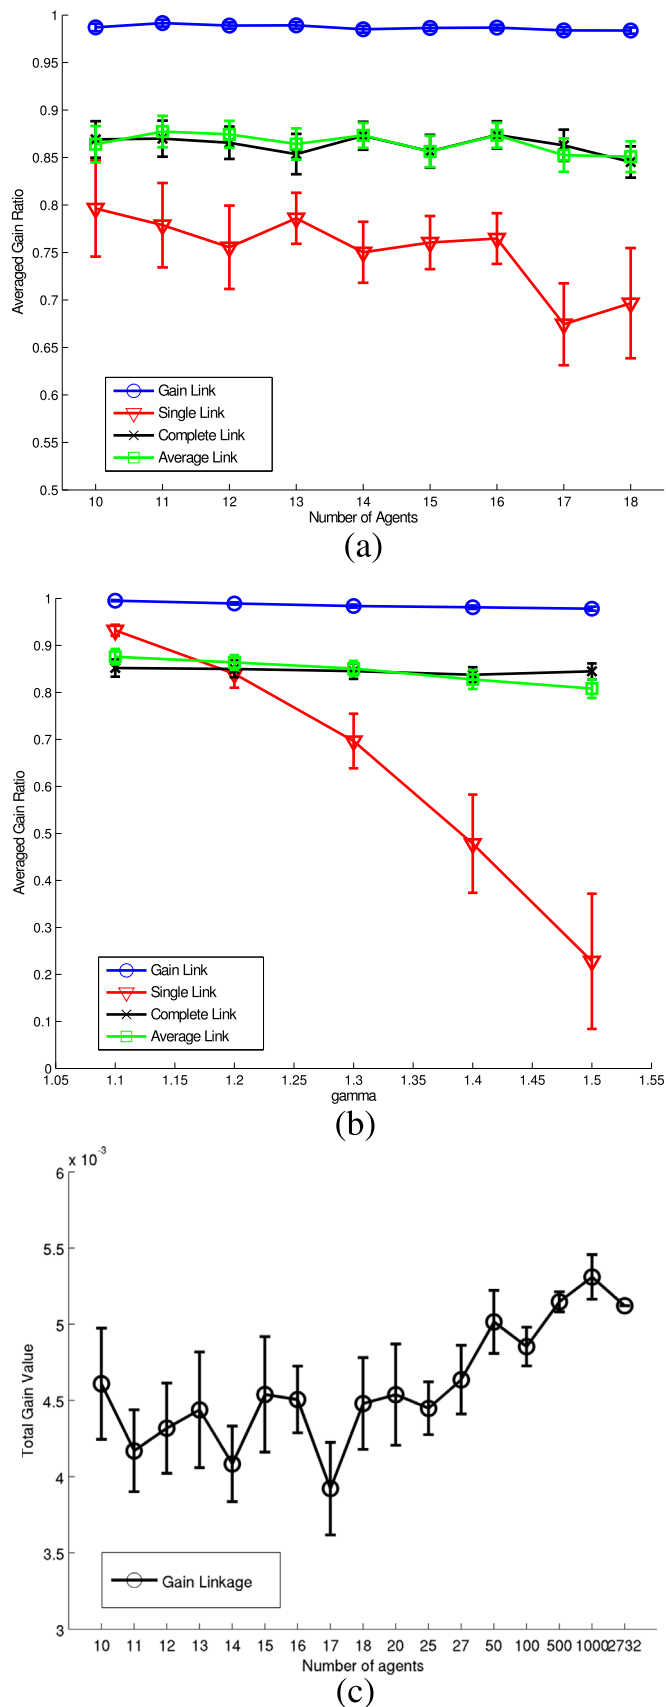 1
0.95
0.9
0.85
0.8
0.75
0.7
0.65
0.6
0.55
0.5
Averaged Gain Ratio
Gain Link
Single Link
Complete Link
Average Link
10 11 12 13 14 15 16 17 18
Number of Agents
(a)
1
0.9
0.8
0.7
0.6
0.5
0.4
0.3
0.2
0.1
0
Averaged Gain Ratio
Gain Link
Single Link
Complete Link
Average Link
1.05 1.1 1.15 1.2 1.25 1.3 1.35 1.4 1.45 1.5 1.55
gamma
(b)
x 10-3
6
5.5
5
4.5
4
3.5
3
Total Gain Value
Gain Linkage
10 11 12 13 14 15 16 17 18 20 25 27 50 100 500 1000 2732
Number of agents
(c)